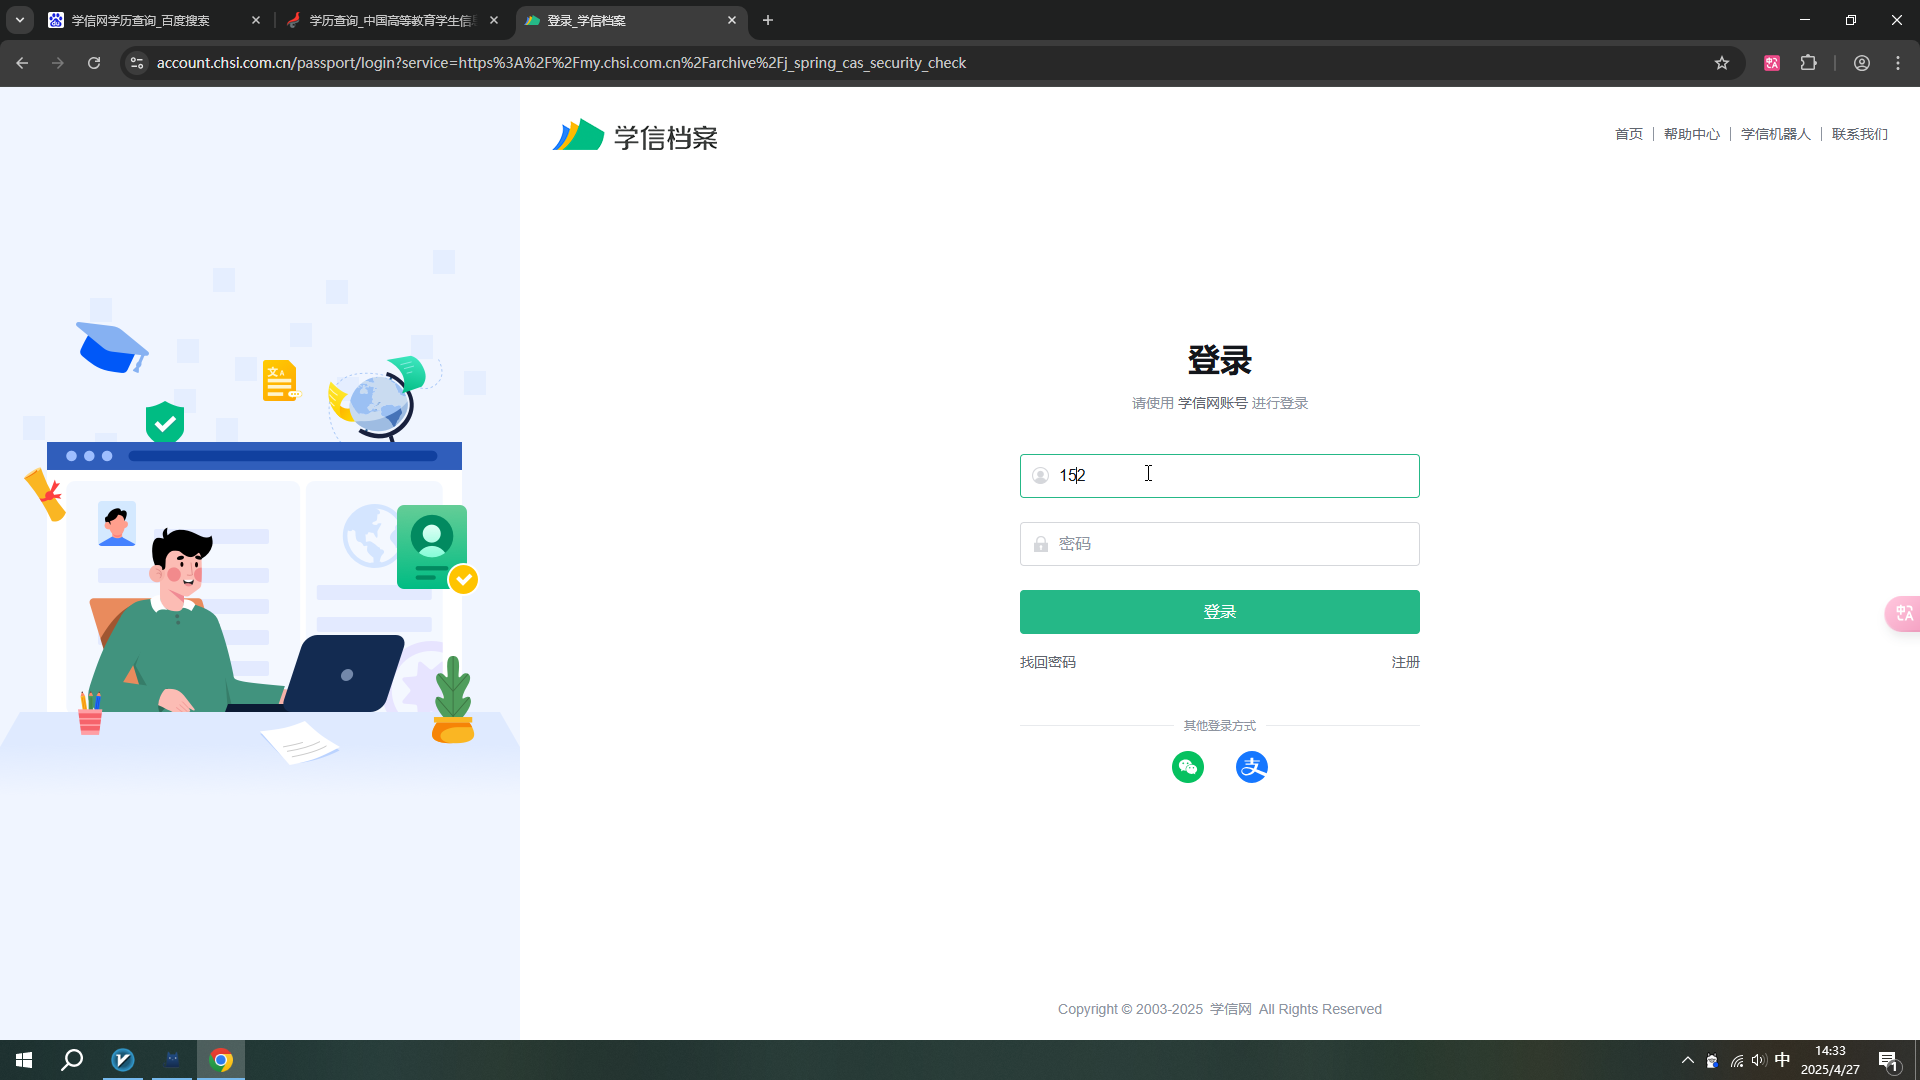 学信网学历查询_百度搜索
学历查询_中国高等教育学生信息
登录_学信档案
account.chsi.com.cn/passport/login?service=https%3A%2F%2Fmy.chsi.com.cn%2Farchive%2Fj_spring_cas_security_check
学信档案
首页
帮助中心
学信机器人
联系我们
登录
请使用 学信网账号 进行登录
152
密码
登录
找回密码
注册
其他登录方式
Copyright © 2003-2025 学信网 All Rights Reserved
中
14:33
2025/4/27
1